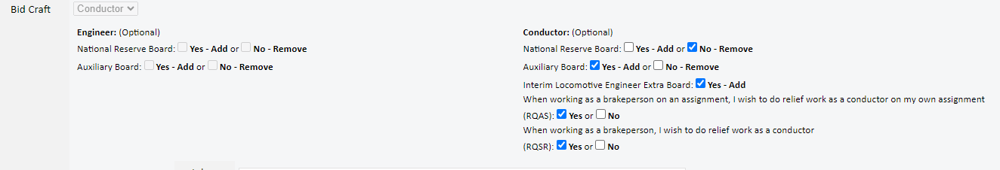 Bid Craft
Conductor
Engineer: (Optional)
National Reserve Board: Yes - Add or No - Remove
Auxiliary Board: Yes - Add or No - Remove
Conductor: (Optional)
National Reserve Board: Yes - Add or No - Remove
Auxiliary Board: Yes - Add or No - Remove
Interim Locomotive Engineer Extra Board: Yes - Add
When working as a brakeperson on an assignment, I wish to do relief work as a conductor on my own assignment
(RQAS): Yes or No
When working as a brakeperson, I wish to do relief work as a conductor
(RQSR): Yes or No